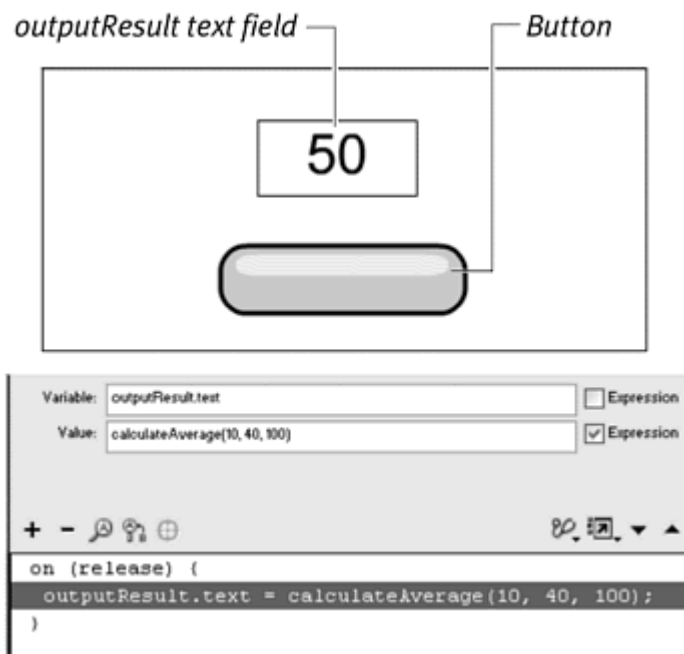 outputResult text field
Button
50
Variable: outputResult.test Expression
Value: calculateAverage(10, 40, 100) Expression
on (release) {
outputResult.text = calculateAverage(10, 40, 100);
}